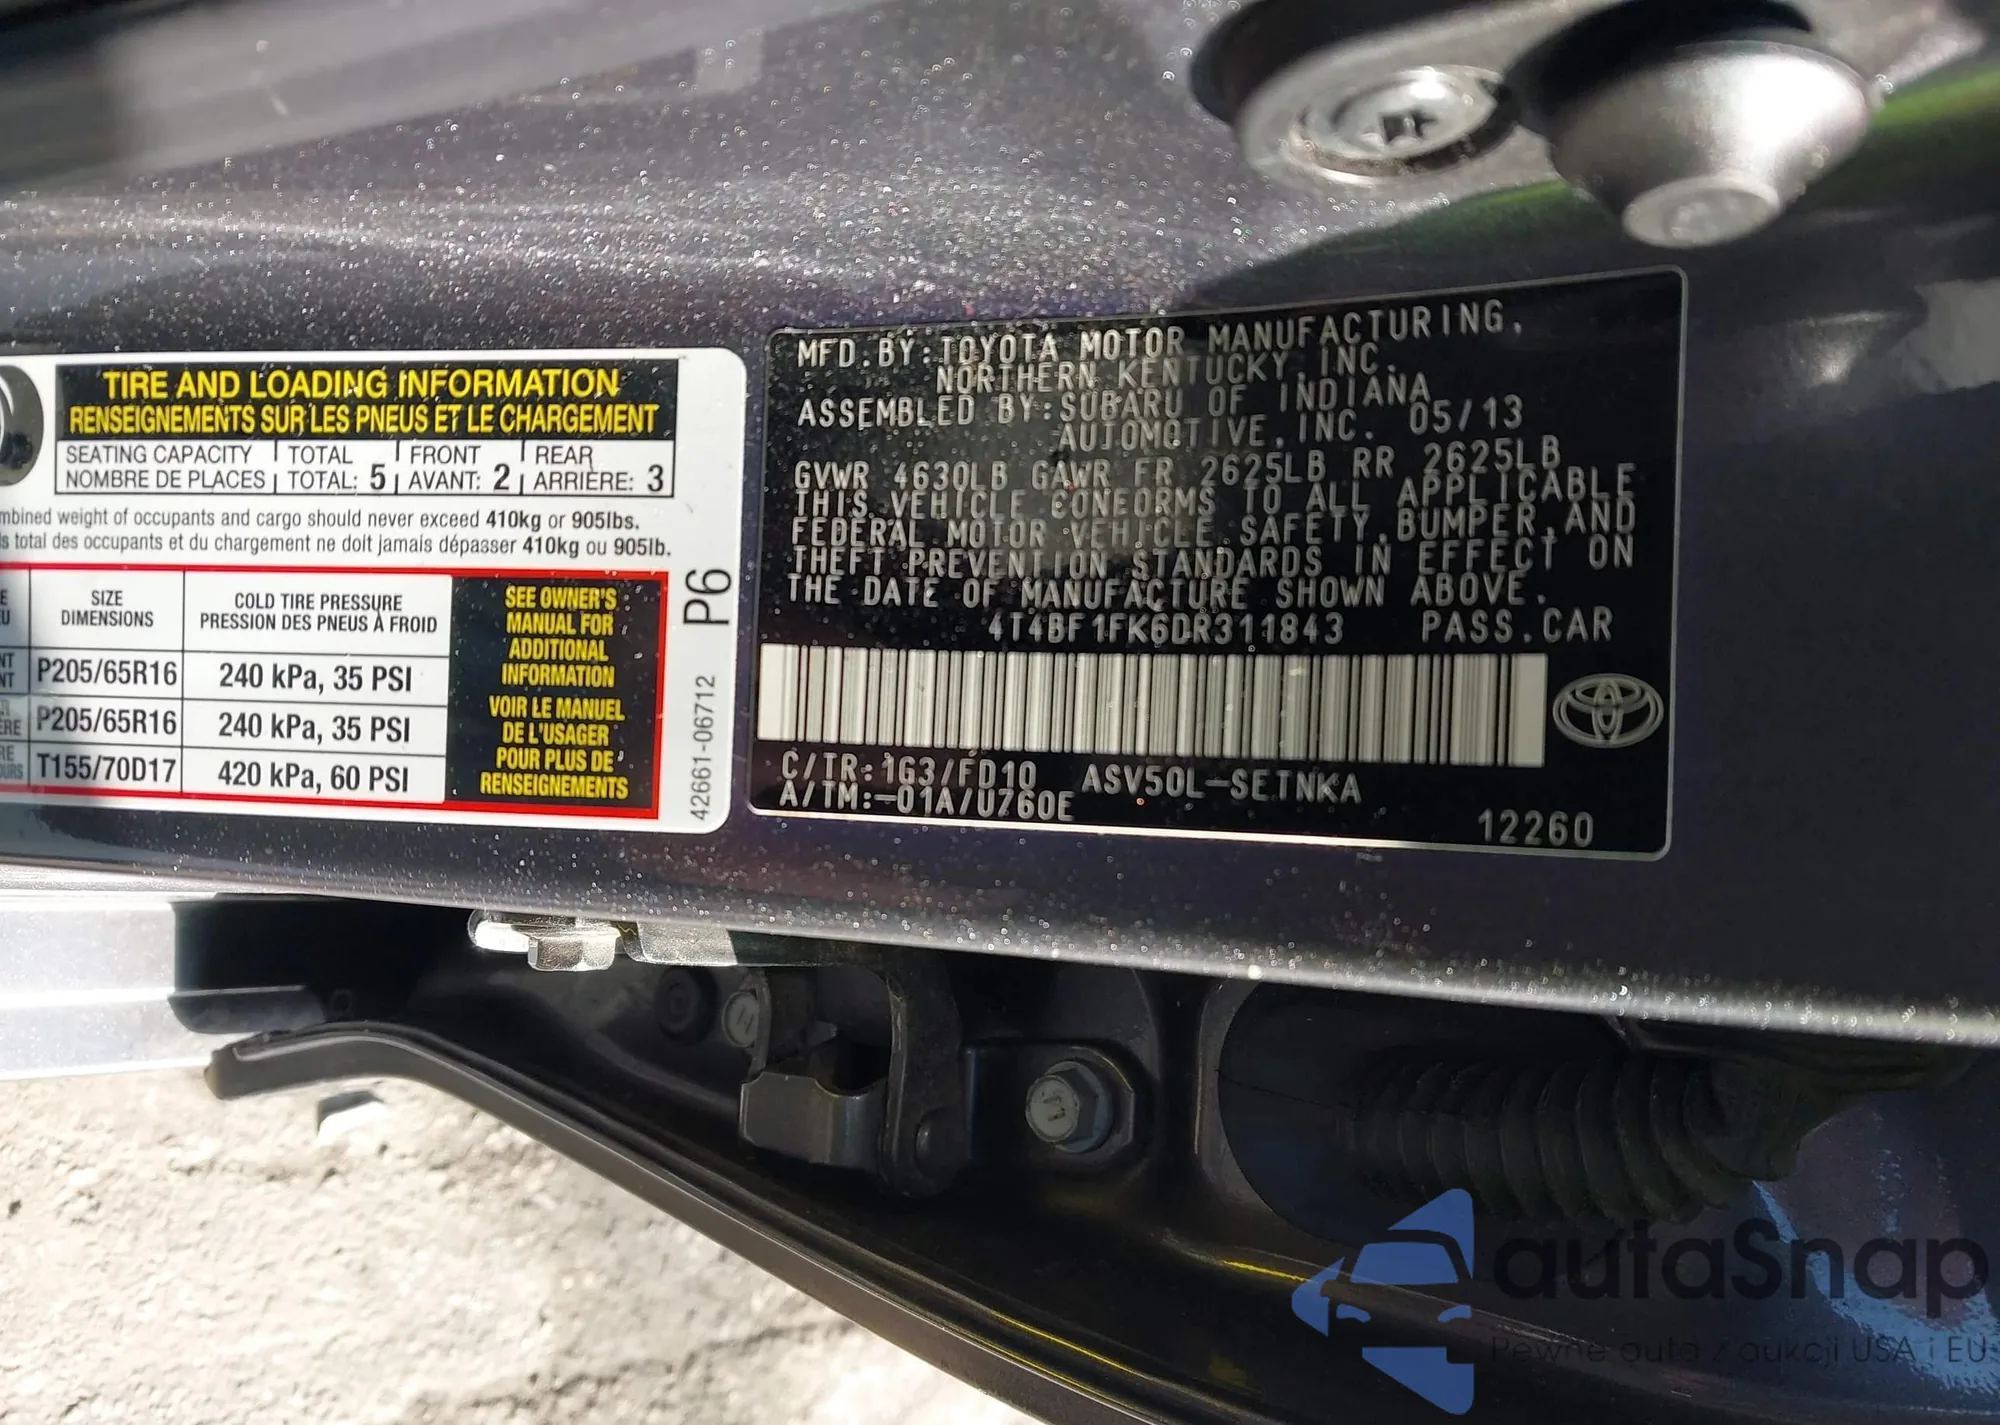 TIRE AND LOADING INFORMATION
RENSEIGNEMENTS SUR LES PNEUS ET LE CHARGEMENT
SEATING CAPACITY TOTAL FRONT REAR
NOMBRE DE PLACES TOTAL: 5 AVANT: 2 ARRIÈRE: 3
mbined weight of occupants and cargo should never exceed 410kg or 905lbs.
s total des occupants et du chargement ne doit jamais dépasser 410kg ou 905lb.
SIZE
DIMENSIONS
COLD TIRE PRESSURE
PRESSION DES PNEUS À FROID
P205/65R16 240 kPa, 35 PSI
P205/65R16 240 kPa, 35 PSI
T155/70D17 420 kPa, 60 PSI
SEE OWNER'S
MANUAL FOR
ADDITIONAL
INFORMATION
VOIR LE MANUEL
DE L'USAGER
POUR PLUS DE
RENSEIGNEMENTS
P6
42661-06712
MFD.BY:TOYOTA MOTOR MANUFACTURING,
NORTHERN KENTUCKY, INC.
ASSEMBLED BY:SUBARU OF INDIANA
AUTOMOTIVE,INC. 05/13
GVWR 4630LB GAWR FR 2625LB RR 2625LB
THIS VEHICLE CONFORMS TO ALL APPLICABLE
FEDERAL MOTOR VEHICLE SAFETY,BUMPER,AND
THEFT PREVENTION STANDARDS IN EFFECT ON
THE DATE OF MANUFACTURE SHOWN ABOVE.
4T4BF1FK6DR311843 PASS.CAR
C/TR:1G3/FD10 ASV50L-SETNKA
A/TM:-01A/U760E
12260
autaSnap
Pewne auta z aukcji USA i EU